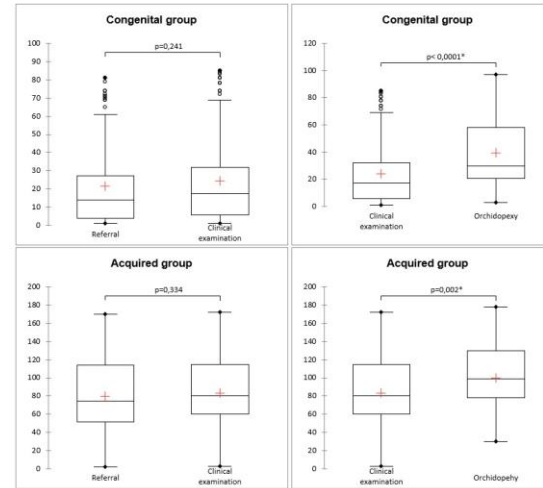 Congenital group
100
90
80
70
60
50
40
30
20
10
0
p=0,241
Referral
Clinical
examination
Congenital group
120
100
80
60
40
20
0
p< 0,0001*
Clinical
examination
Orchidopexy
Acquired group
200
180
160
140
120
100
80
60
40
20
0
p=0,334
Referral
Clinical
examination
Acquired group
200
180
160
140
120
100
80
60
40
20
0
p=0,002*
Clinical
examination
Orchidopehy